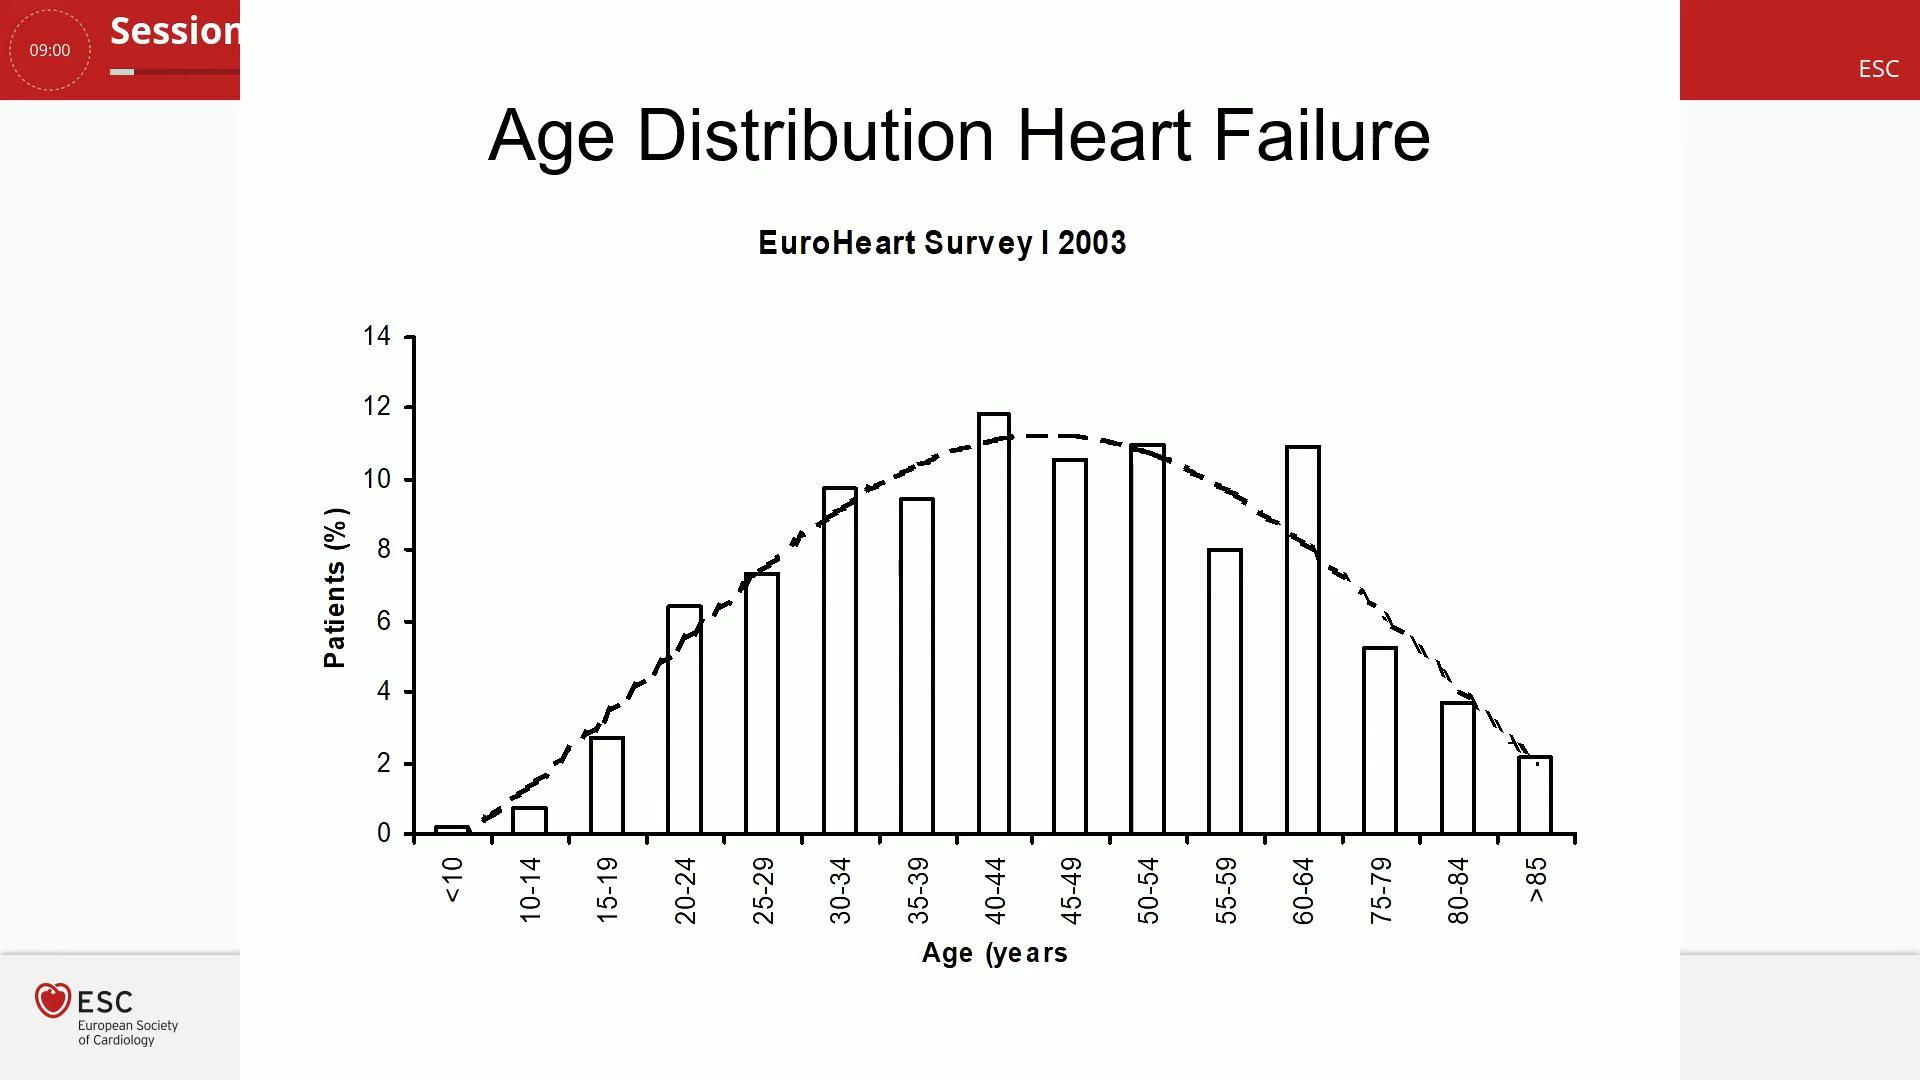 09:00
Session
ESC
Age Distribution Heart Failure
EuroHeart Survey I 2003
Patients (%)
14
12
10
8
6
4
2
0
<10
10-14
15-19
20-24
25-29
30-34
35-39
40-44
45-49
50-54
55-59
60-64
75-79
80-84
>85
Age (years
ESC
European Society
of Cardiology